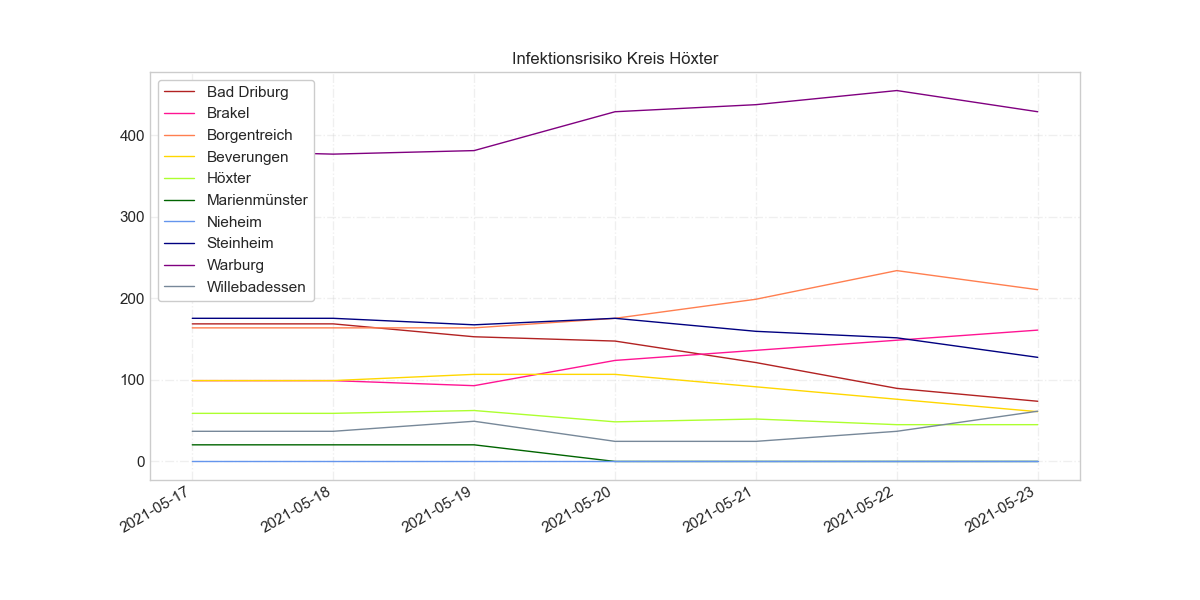 Infektionsrisiko Kreis Höxter
Bad Driburg
Brakel
Borgentreich
Beverungen
Höxter
Marienmünster
Nieheim
Steinheim
Warburg
Willebadessen
400
300
200
100
0
2021-05-17
2021-05-18
2021-05-19
2021-05-20
2021-05-21
2021-05-22
2021-05-23